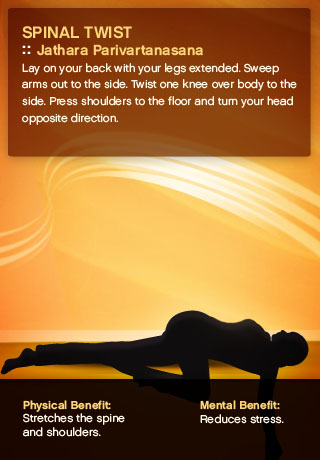 SPINAL TWIST
:: Jathara Parivartanasana
Lay on your back with your legs extended. Sweep
arms out to the side. Twist one knee over body to the
side. Press shoulders to the floor and turn your head
opposite direction.
Physical Benefit:
Stretches the spine
and shoulders.
Mental Benefit:
Reduces stress.